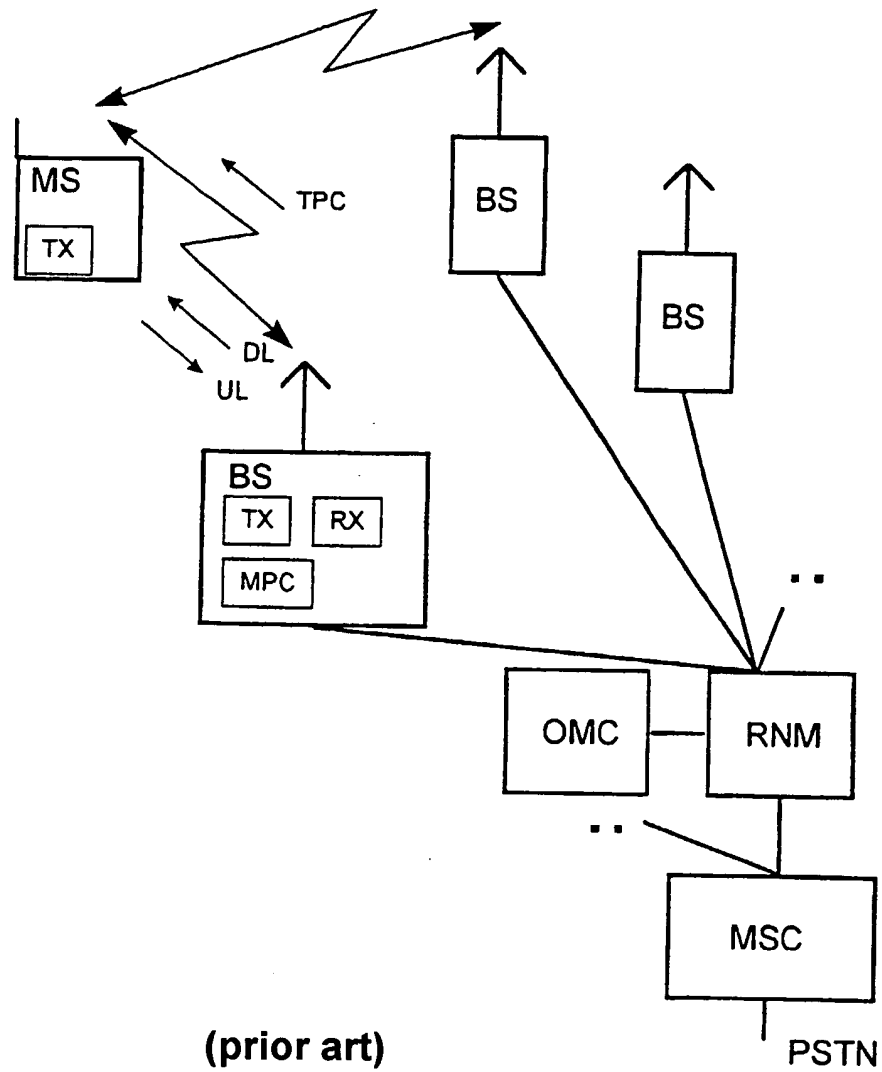 MS
TX
TPC
BS
BS
DL
UL
BS
TX
RX
MPC
..
OMC
RNM
..
MSC
(prior art)
PSTN